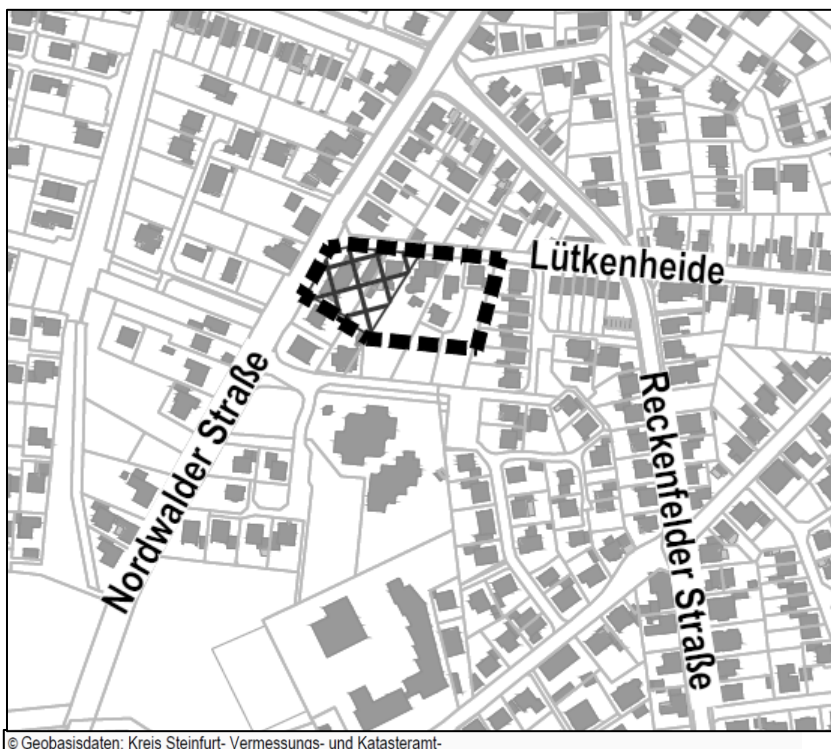 Lütkenheide
Nordwalder Straße
Reckenfelder Straße
© Geobasisdaten: Kreis Steinfurt- Vermessungs- und Katasteramt-